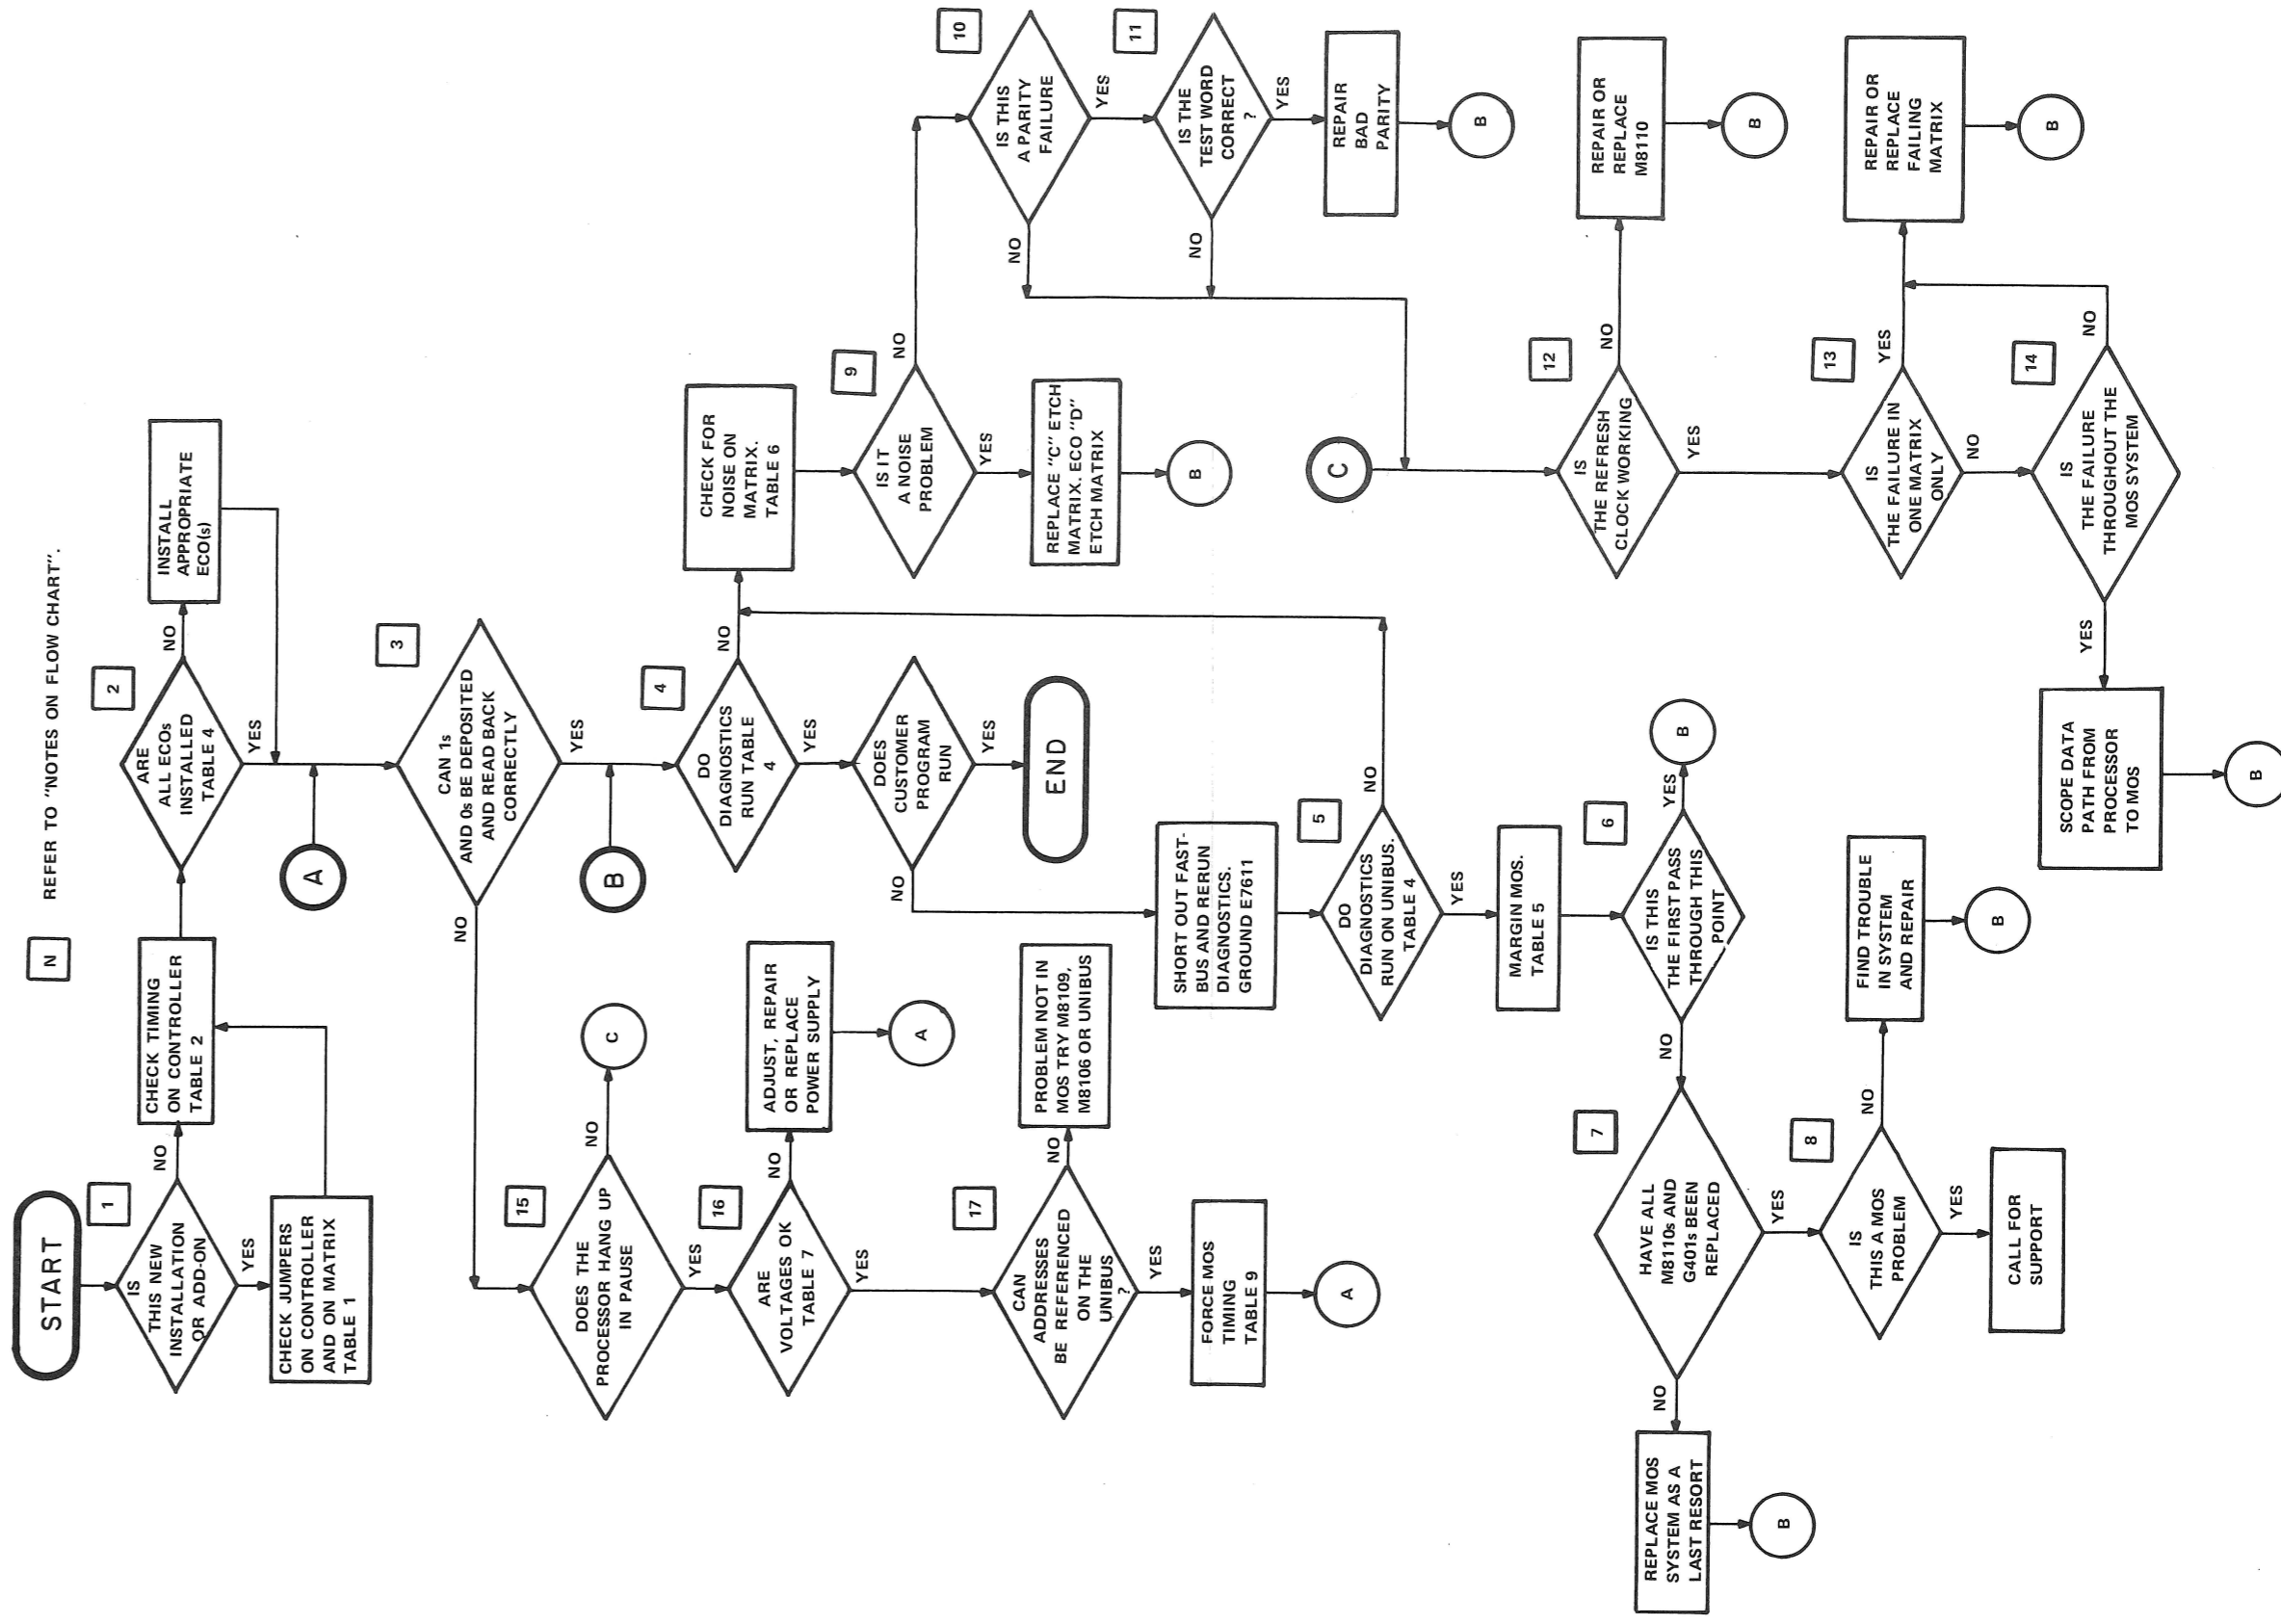 REFER TO "NOTES ON FLOW CHART".
N
START
1
IS
THIS NEW
INSTALLATION
OR ADD-ON
NO
YES
CHECK JUMPERS
ON CONTROLLER
AND ON MATRIX
TABLE 1
CHECK TIMING
ON CONTROLLER
TABLE 2
2
ARE
ALL ECOs
INSTALLED
TABLE 4
NO
YES
INSTALL
APPROPRIATE
ECO(s)
A
3
CAN 1s
AND 0s BE DEPOSITED
AND READ BACK
CORRECTLY
NO
YES
B
4
DO
DIAGNOSTICS
RUN TABLE
4
NO
YES
DOES
CUSTOMER
PROGRAM
RUN
NO
YES
END
15
DOES THE
PROCESSOR HANG UP
IN PAUSE
NO
C
YES
16
ARE
VOLTAGES OK
TABLE 7
NO
ADJUST, REPAIR
OR REPLACE
POWER SUPPLY
A
YES
17
CAN
ADDRESSES
BE REFERENCED
ON THE
UNIBUS
?
NO
PROBLEM NOT IN
MOS TRY M8109,
M8106 OR UNIBUS
YES
FORCE MOS
TIMING
TABLE 9
A
SHORT OUT FAST-
BUS AND RERUN
DIAGNOSTICS.
GROUND E7611
5
DO
DIAGNOSTICS
RUN ON UNIBUS.
TABLE 4
NO
YES
MARGIN MOS.
TABLE 5
6
IS THIS
THE FIRST PASS
THROUGH THIS
POINT
YES
B
NO
7
HAVE ALL
M8110s AND
G401s BEEN
REPLACED
NO
REPLACE MOS
SYSTEM AS A
LAST RESORT
B
YES
8
IS
THIS A MOS
PROBLEM
NO
FIND TROUBLE
IN SYSTEM
AND REPAIR
B
YES
CALL FOR
SUPPORT
CHECK FOR
NOISE ON
MATRIX.
TABLE 6
9
IS IT
A NOISE
PROBLEM
NO
YES
REPLACE "C" ETCH
MATRIX. ECO "D"
ETCH MATRIX
B
10
IS THIS
A PARITY
FAILURE
NO
YES
11
IS THE
TEST WORD
CORRECT
?
NO
YES
REPAIR
BAD
PARITY
B
C
12
IS
THE REFRESH
CLOCK WORKING
NO
REPAIR OR
REPLACE
M8110
B
YES
13
IS
THE FAILURE IN
ONE MATRIX
ONLY
YES
REPAIR OR
REPLACE
FAILING
MATRIX
B
NO
14
IS
THE FAILURE
THROUGHOUT THE
MOS SYSTEM
NO
YES
SCOPE DATA
PATH FROM
PROCESSOR
TO MOS
B